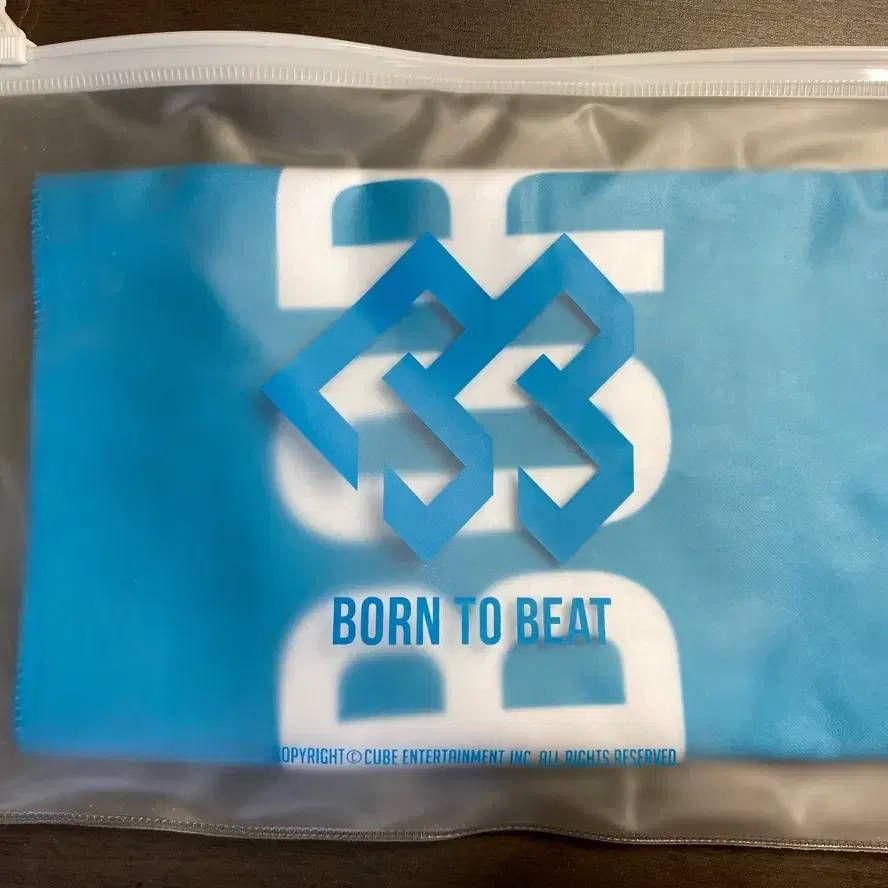 BORN TO BEAT
COPYRIGHT© CUBE ENTERTAINMENT INC. ALL RIGHTS RESERVED.